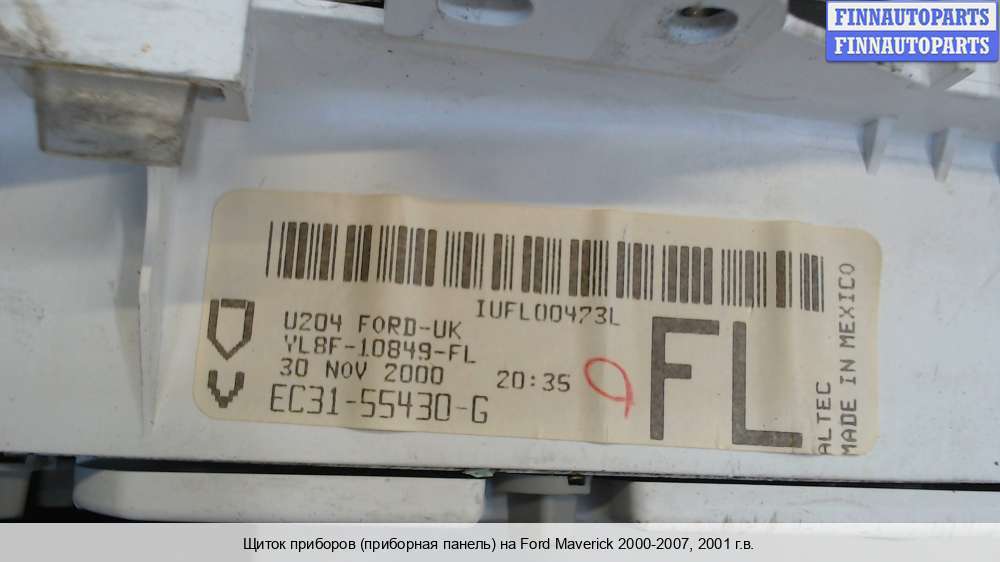 FINNAUTOPARTS
FINNAUTOPARTS
IUFL00473L
U204 FORD-UK
YL8F-10849-FL
30 NOV 2000 20:35
EC31-55430-G
FL
ALTEC
MADE IN MEXICO
Щиток приборов (приборная панель) на Ford Maverick 2000-2007, 2001 г.в.